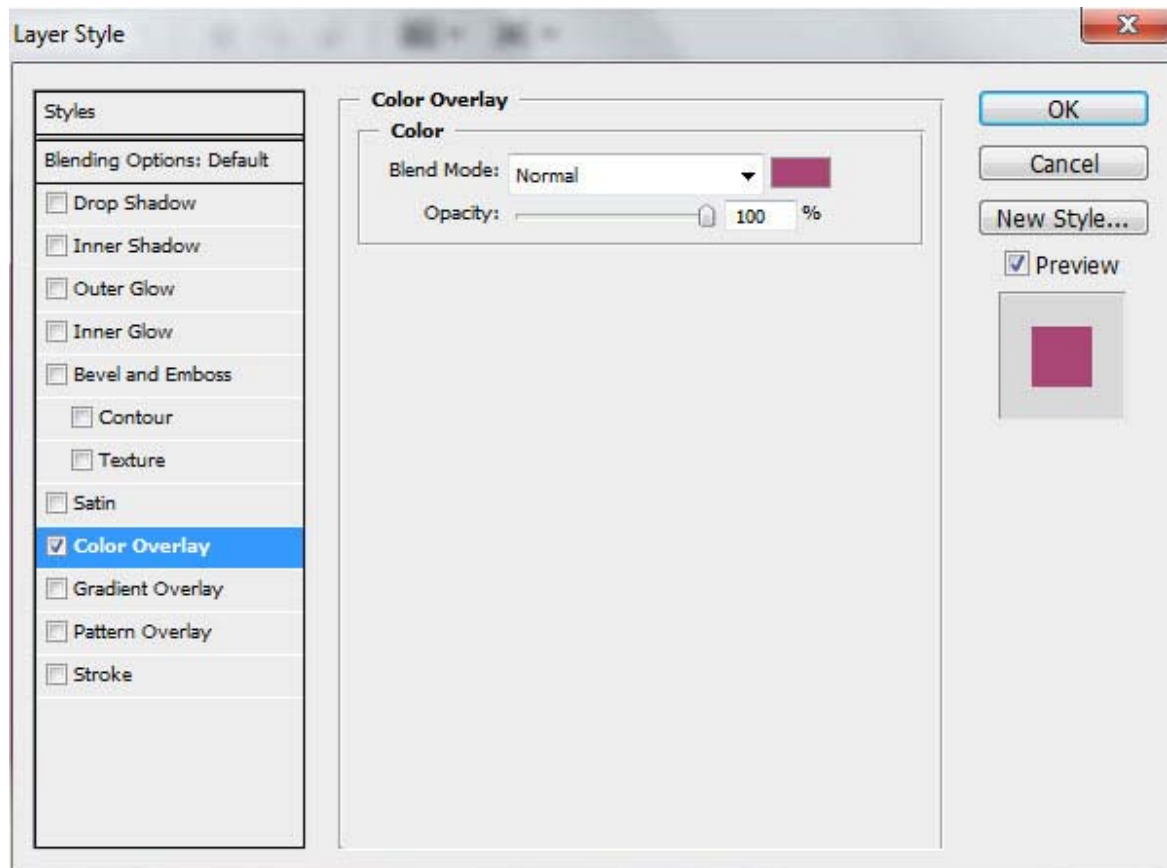 Layer Style
Styles
Blending Options: Default
Drop Shadow
Inner Shadow
Outer Glow
Inner Glow
Bevel and Emboss
Contour
Texture
Satin
Color Overlay
Gradient Overlay
Pattern Overlay
Stroke
Color Overlay
Color
Blend Mode: Normal
Opacity: 100 %
OK
Cancel
New Style...
Preview